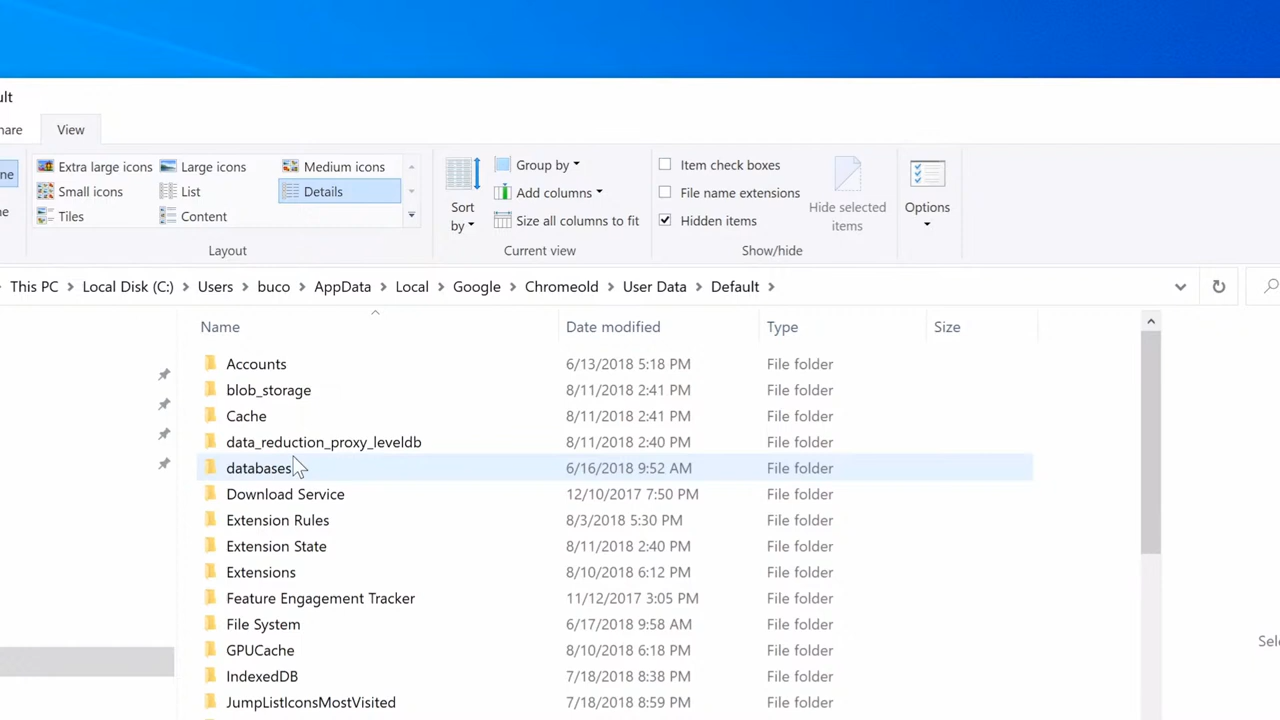 ult
hare View
ne
ne
Extra large icons Large icons Medium icons
Small icons List Details
Tiles Content
Layout
Sort by
Group by
Add columns
Size all columns to fit
Current view
Item check boxes
File name extensions
Hidden items
Hide selected items
Show/hide
Options
This PC > Local Disk (C:) > Users > buco > AppData > Local > Google > Chromeold > User Data > Default >
Name Date modified Type Size
Accounts 6/13/2018 5:18 PM File folder
blob_storage 8/11/2018 2:41 PM File folder
Cache 8/11/2018 2:41 PM File folder
data_reduction_proxy_leveldb 8/11/2018 2:40 PM File folder
databases 6/16/2018 9:52 AM File folder
Download Service 12/10/2017 7:50 PM File folder
Extension Rules 8/3/2018 5:30 PM File folder
Extension State 8/11/2018 2:40 PM File folder
Extensions 8/10/2018 6:12 PM File folder
Feature Engagement Tracker 11/12/2017 3:05 PM File folder
File System 6/17/2018 9:58 AM File folder
GPUCache 8/10/2018 6:18 PM File folder
Sele
IndexedDB 7/18/2018 8:38 PM File folder
JumpListIconsMostVisited 7/18/2018 8:59 PM File folder